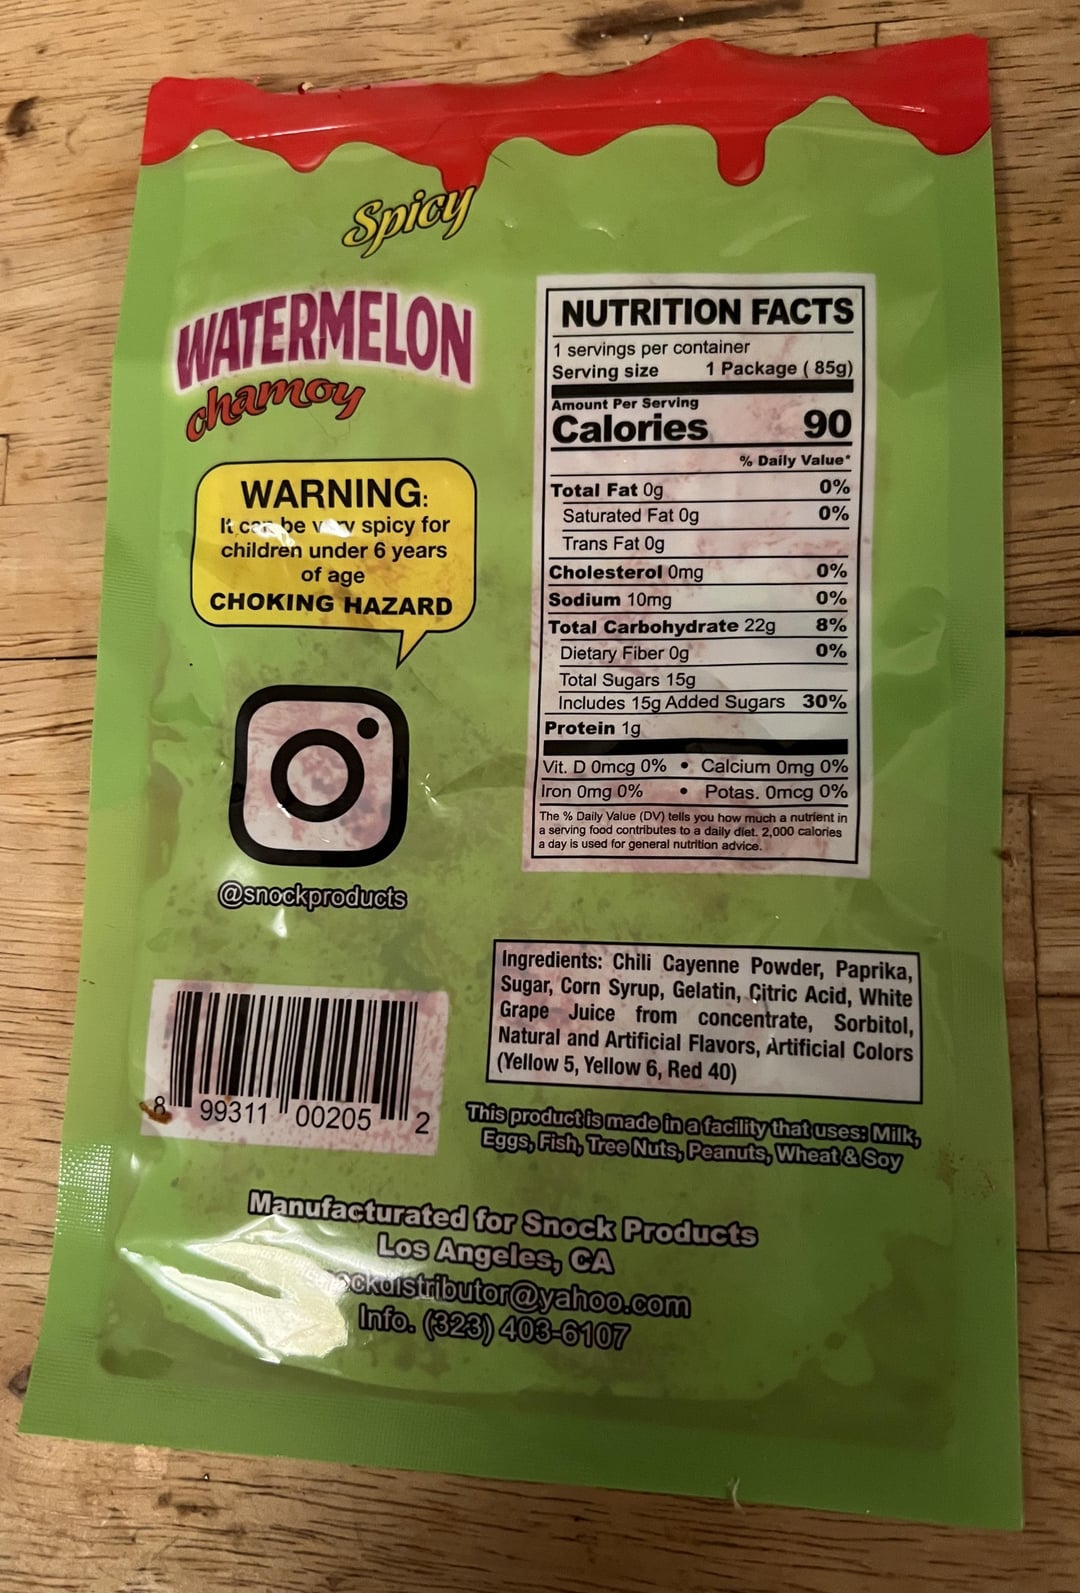 Spicy
WATERMELON
chamoy
WARNING:
It can be very spicy for
children under 6 years
of age
CHOKING HAZARD
@snockproducts
8 99311 00205 2
NUTRITION FACTS
1 servings per container
Serving size 1 Package ( 85g)
Amount Per Serving
Calories 90
% Daily Value*
Total Fat 0g 0%
Saturated Fat 0g 0%
Trans Fat 0g
Cholesterol 0mg 0%
Sodium 10mg 0%
Total Carbohydrate 22g 8%
Dietary Fiber 0g 0%
Total Sugars 15g
Includes 15g Added Sugars 30%
Protein 1g
Vit. D 0mcg 0% • Calcium 0mg 0%
Iron 0mg 0% • Potas. 0mcg 0%
The % Daily Value (DV) tells you how much a nutrient in
a serving food contributes to a daily diet. 2,000 calories
a day is used for general nutrition advice.
Ingredients: Chili Cayenne Powder, Paprika,
Sugar, Corn Syrup, Gelatin, Citric Acid, White
Grape Juice from concentrate, Sorbitol,
Natural and Artificial Flavors, Artificial Colors
(Yellow 5, Yellow 6, Red 40)
This product is made in a facility that uses: Milk,
Eggs, Fish, Tree Nuts, Peanuts, Wheat & Soy
Manufacturated for Snock Products
Los Angeles, CA
Info. (323) 403-6107